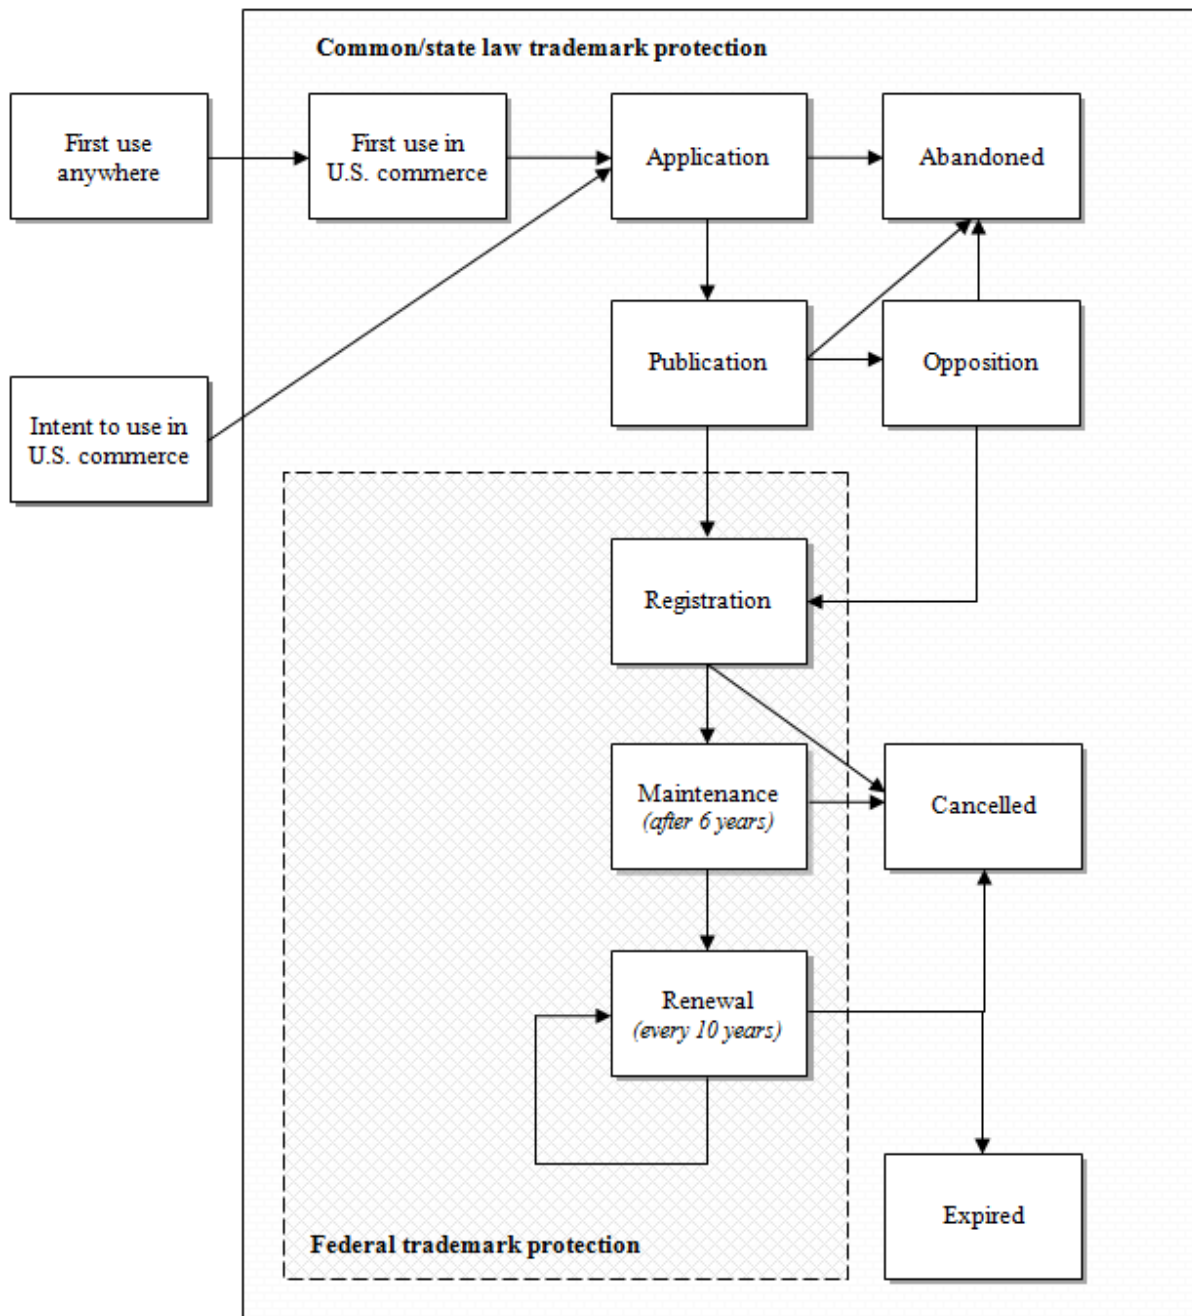 Common/state law trademark protection
First use
anywhere
First use in
U.S. commerce
Application
Abandoned
Publication
Opposition
Intent to use in
U.S. commerce
Registration
Maintenance
(after 6 years)
Cancelled
Renewal
(every 10 years)
Expired
Federal trademark protection